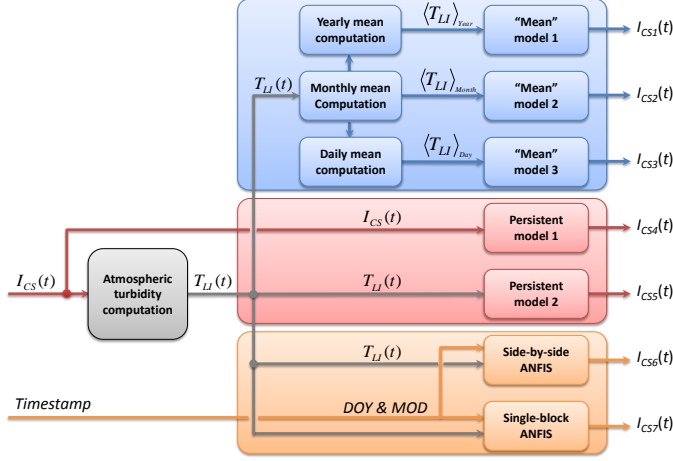 Yearly mean
computation
⟨T_LI⟩_Year
“Mean”
model 1
I_CS1(t)
T_LI(t)
Monthly mean
Computation
⟨T_LI⟩_Month
“Mean”
model 2
I_CS2(t)
Daily mean
computation
⟨T_LI⟩_Day
“Mean”
model 3
I_CS3(t)
I_CS(t)
Persistent
model 1
I_CS4(t)
I_CS(t)
Atmospheric
turbidity
computation
T_LI(t)
T_LI(t)
Persistent
model 2
I_CS5(t)
T_LI(t)
Side-by-side
ANFIS
I_CS6(t)
Timestamp
DOY & MOD
Single-block
ANFIS
I_CS7(t)